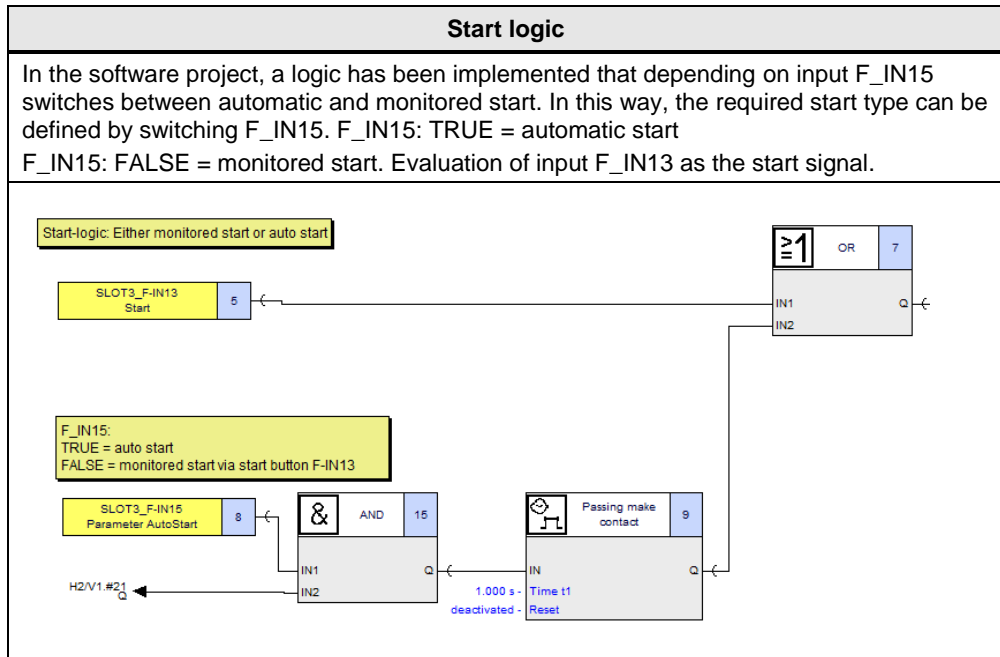 Start logic
In the software project, a logic has been implemented that depending on input F_IN15
switches between automatic and monitored start. In this way, the required start type can be
defined by switching F_IN15. F_IN15: TRUE = automatic start
F_IN15: FALSE = monitored start. Evaluation of input F_IN13 as the start signal.
Start-logic: Either monitored start or auto start
≥1 OR 7
SLOT3_F-IN13
Start
5
IN1 Q
IN2
F_IN15:
TRUE = auto start
FALSE = monitored start via start button F-IN13
SLOT3_F-IN15
Parameter AutoStart
8
& AND 15
Passing make
contact
9
IN1 Q
IN2
IN Q
1.000 s - Time t1
deactivated - Reset
H2/V1.#21
Q